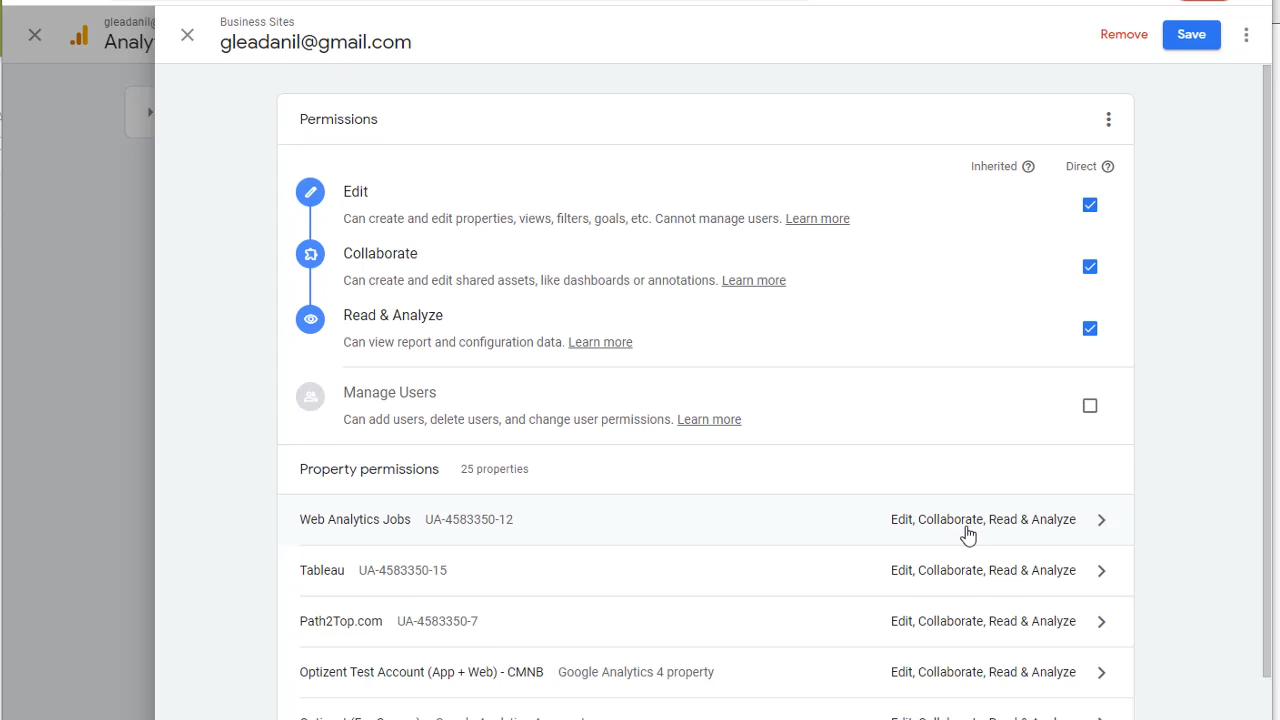 gleadanil@
Analy
Business Sites
gleadanil@gmail.com
Remove
Save
Permissions
Inherited
Direct
Edit
Can create and edit properties, views, filters, goals, etc. Cannot manage users. Learn more
Collaborate
Can create and edit shared assets, like dashboards or annotations. Learn more
Read & Analyze
Can view report and configuration data. Learn more
Manage Users
Can add users, delete users, and change user permissions. Learn more
Property permissions 25 properties
Web Analytics Jobs UA-4583350-12 Edit, Collaborate, Read & Analyze
Tableau UA-4583350-15 Edit, Collaborate, Read & Analyze
Path2Top.com UA-4583350-7 Edit, Collaborate, Read & Analyze
Optizent Test Account (App + Web) - CMNB Google Analytics 4 property Edit, Collaborate, Read & Analyze